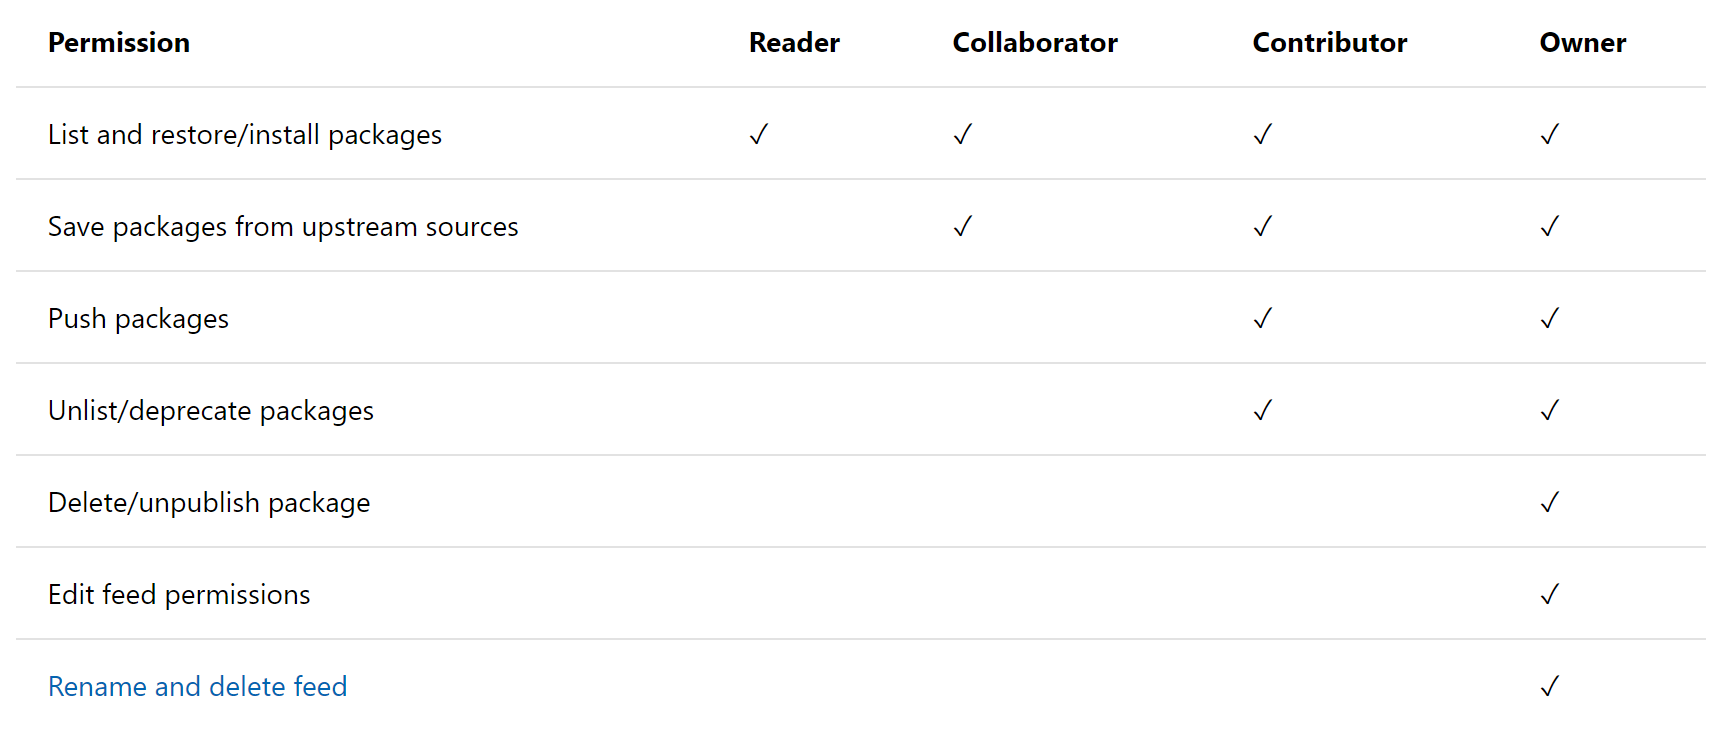 Permission Reader Collaborator Contributor Owner
List and restore/install packages ✓ ✓ ✓ ✓
Save packages from upstream sources ✓ ✓ ✓
Push packages ✓ ✓
Unlist/deprecate packages ✓ ✓
Delete/unpublish package ✓
Edit feed permissions ✓
Rename and delete feed ✓